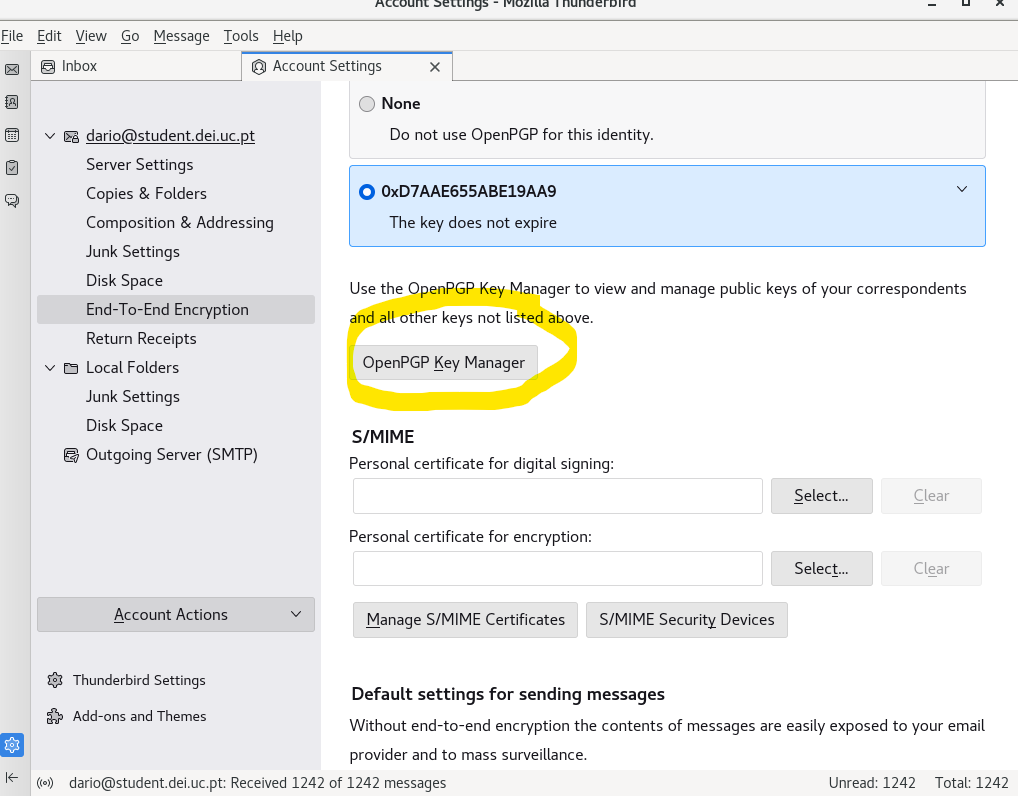 Account Settings - Mozilla Thunderbird
File Edit View Go Message Tools Help
Inbox
Account Settings
dario@student.dei.uc.pt
Server Settings
Copies & Folders
Composition & Addressing
Junk Settings
Disk Space
End-To-End Encryption
Return Receipts
Local Folders
Junk Settings
Disk Space
Outgoing Server (SMTP)
Account Actions
Thunderbird Settings
Add-ons and Themes
None
Do not use OpenPGP for this identity.
0xD7AAE655ABE19AA9
The key does not expire
Use the OpenPGP Key Manager to view and manage public keys of your correspondents
and all other keys not listed above.
OpenPGP Key Manager
S/MIME
Personal certificate for digital signing:
Select...
Clear
Personal certificate for encryption:
Select...
Clear
Manage S/MIME Certificates
S/MIME Security Devices
Default settings for sending messages
Without end-to-end encryption the contents of messages are easily exposed to your email
provider and to mass surveillance.
dario@student.dei.uc.pt: Received 1242 of 1242 messages
Unread: 1242
Total: 1242